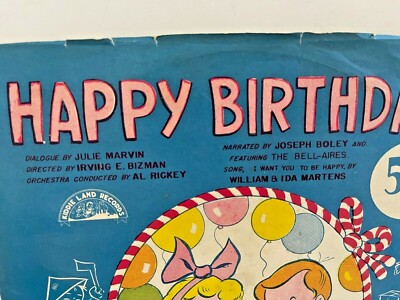 HAPPY BIRTHDA
DIALOGUE BY JULIE MARVIN
DIRECTED BY IRVING E. BIZMAN
ORCHESTRA CONDUCTED BY AL RICKEY
NARRATED BY JOSEPH BOLEY AND
FEATURING THE BELL-AIRES
SONG, I WANT YOU TO BE HAPPY, BY
WILLIAM & IDA MARTENS
5
KIDDIE LAND RECORDS